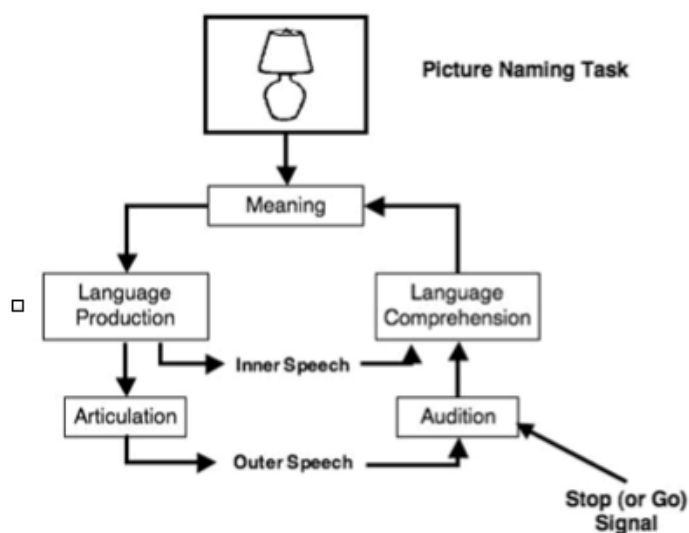 Picture Naming Task
Meaning
Language
Production
Language
Comprehension
Inner Speech
Articulation
Audition
Outer Speech
Stop (or Go)
Signal